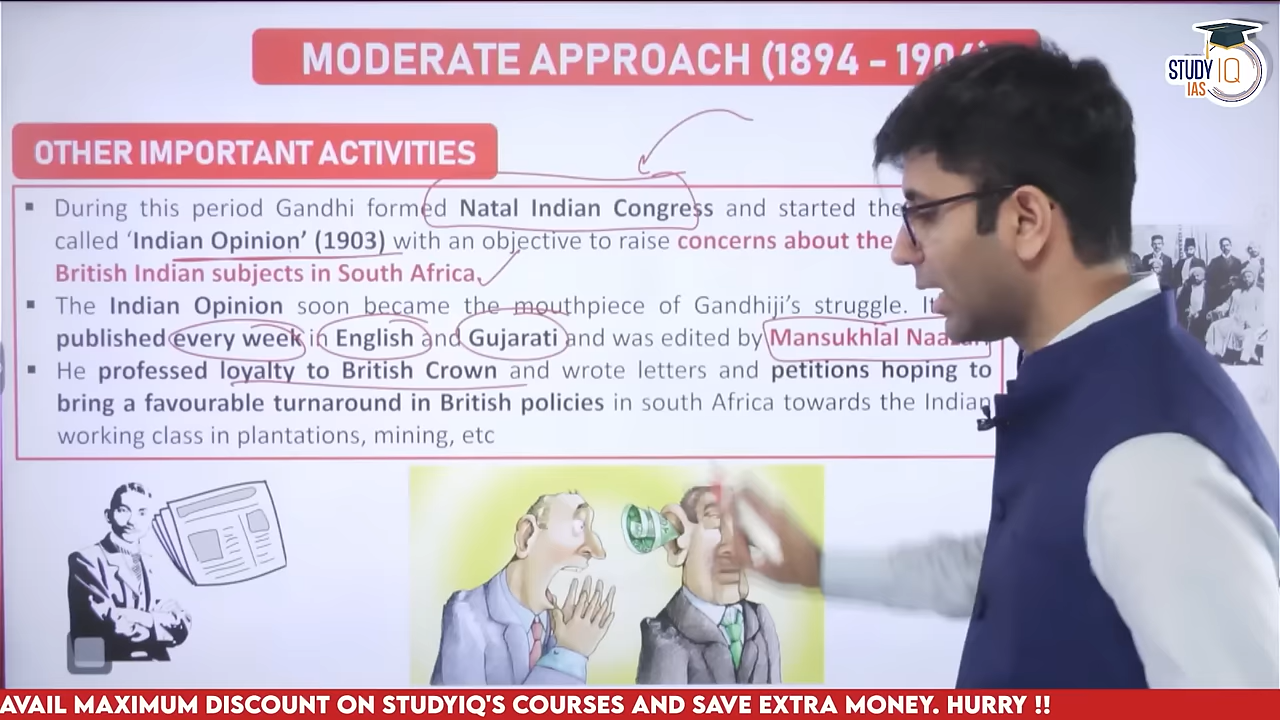 MODERATE APPROACH (1894 - 190
STUDY IQ
IAS
OTHER IMPORTANT ACTIVITIES
▪ During this period Gandhi formed Natal Indian Congress and started the
called ‘Indian Opinion’ (1903) with an objective to raise concerns about the
British Indian subjects in South Africa.
▪ The Indian Opinion soon became the mouthpiece of Gandhiji’s struggle. It
published every week in English and Gujarati and was edited by Mansukhlal
▪ He professed loyalty to British Crown and wrote letters and petitions hoping to
bring a favourable turnaround in British policies in south Africa towards the Indian
working class in plantations, mining, etc
AVAIL MAXIMUM DISCOUNT ON STUDYIQ'S COURSES AND SAVE EXTRA MONEY. HURRY !!